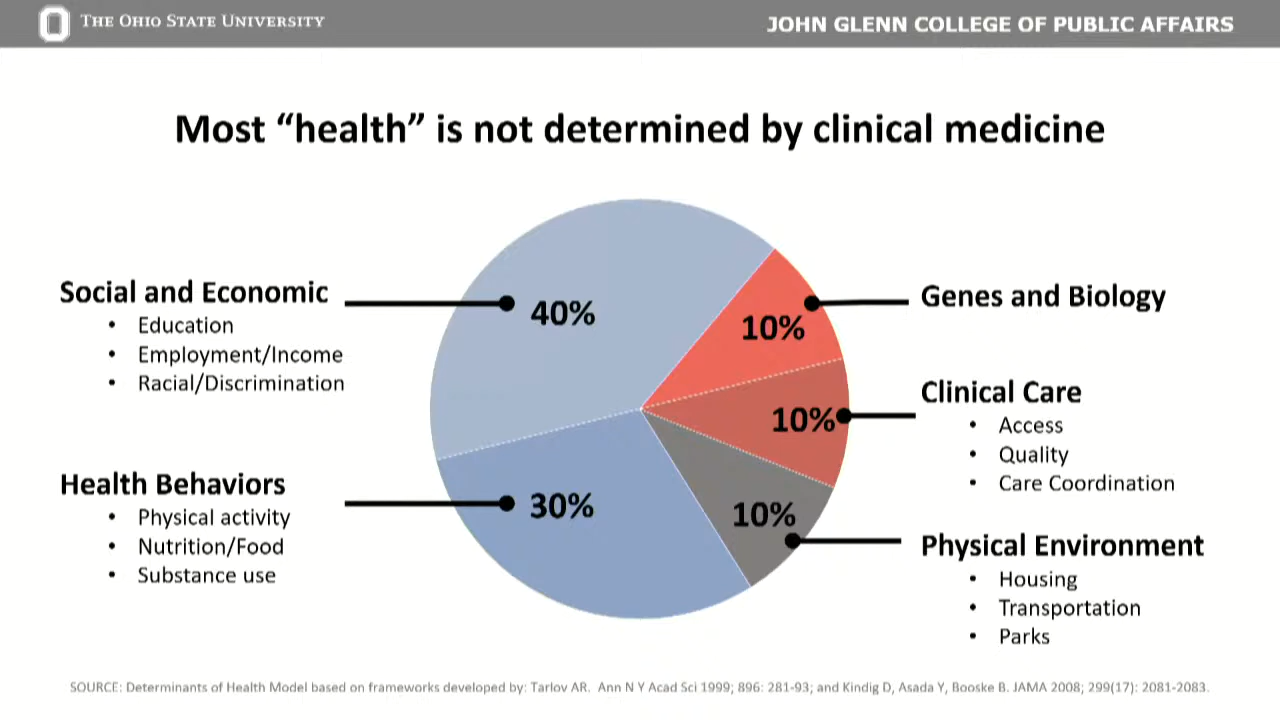 THE OHIO STATE UNIVERSITY
JOHN GLENN COLLEGE OF PUBLIC AFFAIRS
Most “health” is not determined by clinical medicine
Social and Economic
• Education
• Employment/Income
• Racial/Discrimination
Health Behaviors
• Physical activity
• Nutrition/Food
• Substance use
40%
30%
10%
10%
10%
Genes and Biology
Clinical Care
• Access
• Quality
• Care Coordination
Physical Environment
• Housing
• Transportation
• Parks
SOURCE: Determinants of Health Model based on frameworks developed by: Tarlov AR. Ann N Y Acad Sci 1999; 896: 281-93; and Kindig D, Asada Y, Booske B. JAMA 2008; 299(17): 2081-2083.